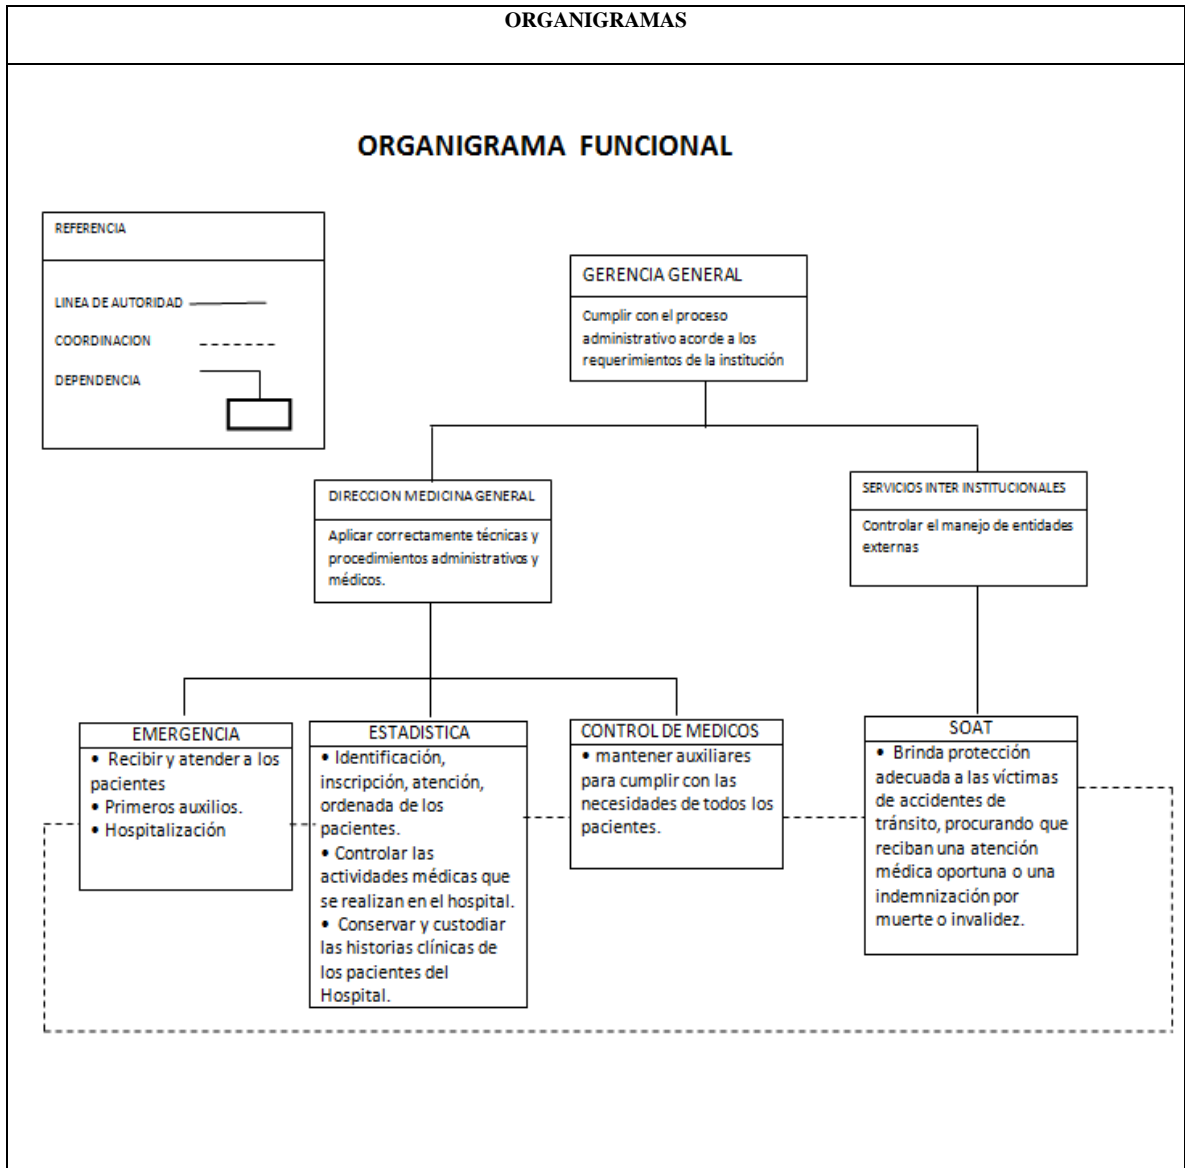 ORGANIGRAMAS
ORGANIGRAMA FUNCIONAL
REFERENCIA
LINEA DE AUTORIDAD
COORDINACION
DEPENDENCIA
GERENCIA GENERAL
Cumplir con el proceso
administrativo acorde a los
requerimientos de la institución
DIRECCION MEDICINA GENERAL
Aplicar correctamente técnicas y
procedimientos administrativos y
médicos.
SERVICIOS INTER INSTITUCIONALES
Controlar el manejo de entidades
externas
EMERGENCIA
• Recibir y atender a los
pacientes
• Primeros auxilios.
• Hospitalización
ESTADISTICA
• Identificación,
inscripción, atención,
ordenada de los
pacientes.
• Controlar las
actividades médicas que
se realizan en el hospital.
• Conservar y custodiar
las historias clínicas de
los pacientes del
Hospital.
CONTROL DE MEDICOS
• mantener auxiliares
para cumplir con las
necesidades de todos los
pacientes.
SOAT
• Brinda protección
adecuada a las víctimas
de accidentes de
tránsito, procurando que
reciban una atención
médica oportuna o una
indemnización por
muerte o invalidez.